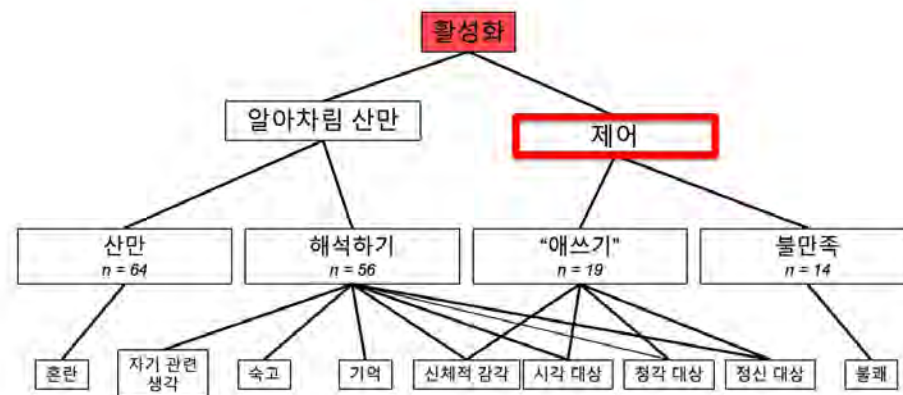 활성화
알아차림 산만
제어
산만
n = 64
해석하기
n = 56
“애쓰기”
n = 19
불만족
n = 14
혼란
자기 관련
생각
숙고
기억
신체적 감각
시각 대상
청각 대상
정신 대상
불쾌